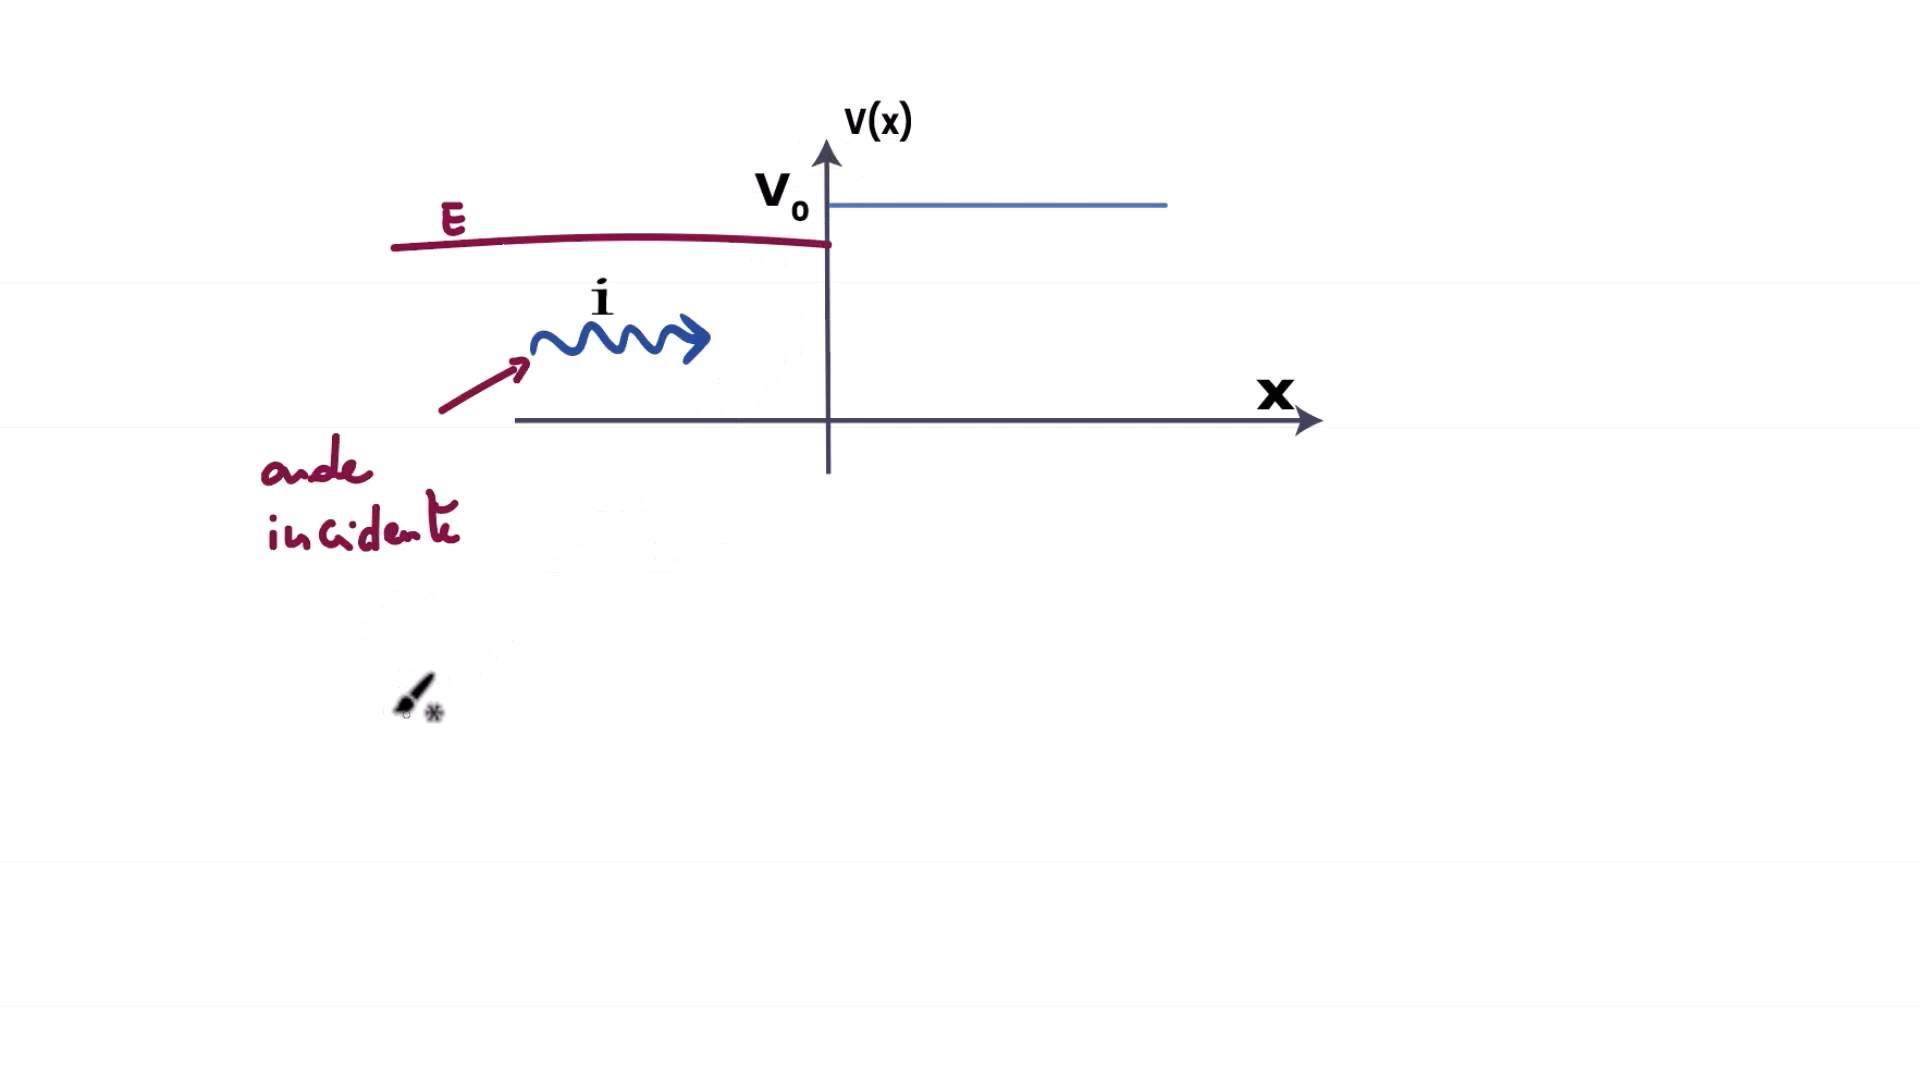 V(x)
V₀
E
i
x
onde
incidente